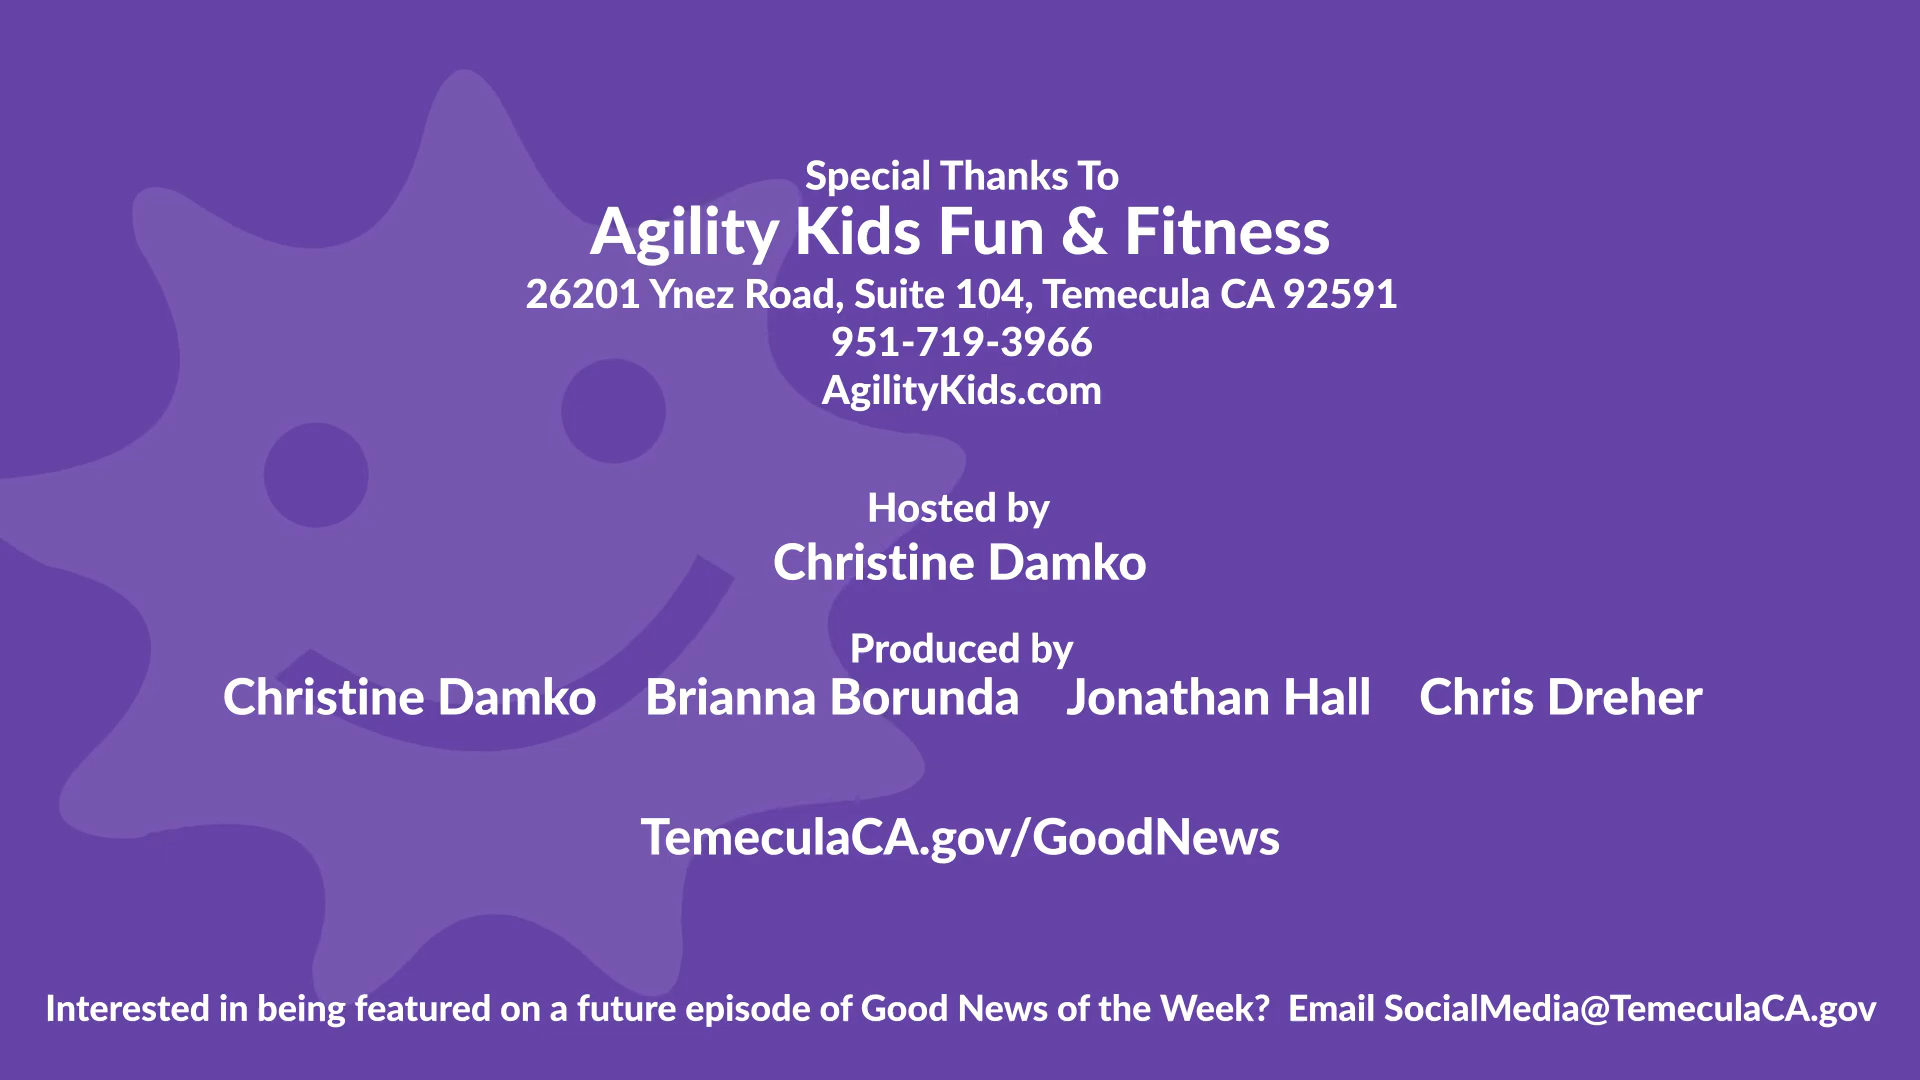 Special Thanks To
Agility Kids Fun & Fitness
26201 Ynez Road, Suite 104, Temecula CA 92591
951-719-3966
AgilityKids.com
Hosted by
Christine Damko
Produced by
Christine Damko Brianna Borunda Jonathan Hall Chris Dreher
TemeculaCA.gov/GoodNews
Interested in being featured on a future episode of Good News of the Week? Email SocialMedia@TemeculaCA.gov